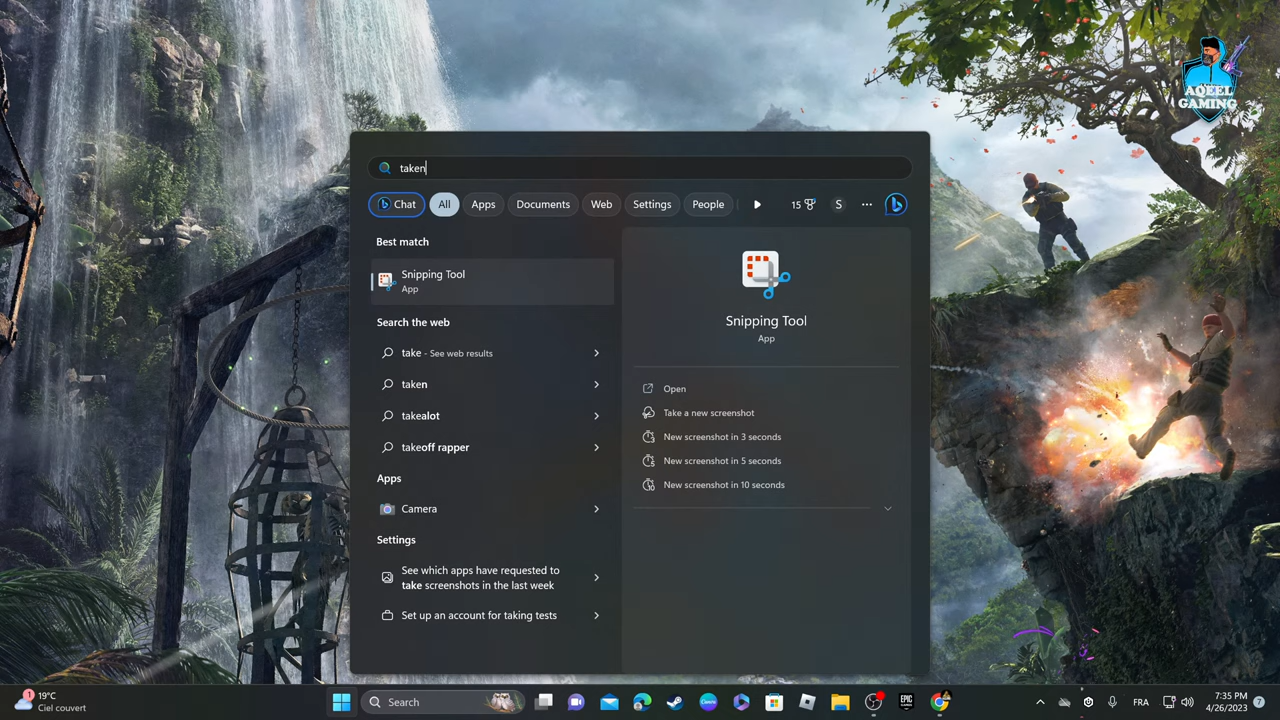 AQEEL
GAMING
taken
Chat
All
Apps
Documents
Web
Settings
People
15
S
Best match
Snipping Tool
App
Search the web
take - See web results
taken
takealot
takeoff rapper
Apps
Camera
Settings
See which apps have requested to
take screenshots in the last week
Set up an account for taking tests
Snipping Tool
App
Open
Take a new screenshot
New screenshot in 3 seconds
New screenshot in 5 seconds
New screenshot in 10 seconds
1
19°C
Ciel couvert
Search
EPIC
FR
7:35 PM
4/26/2023
7